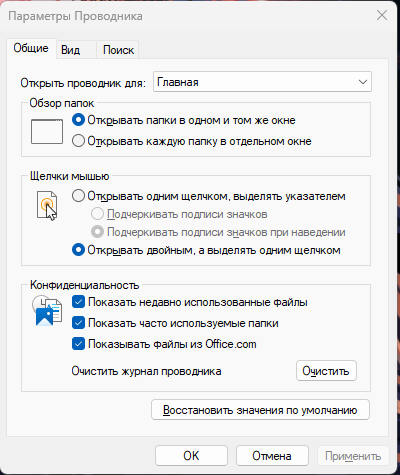 Параметры Проводника
Общие Вид Поиск
Открыть проводник для: Главная
Обзор папок
Открывать папки в одном и том же окне
Открывать каждую папку в отдельном окне
Щелчки мышью
Открывать одним щелчком, выделять указателем
Подчеркивать подписи значков
Подчеркивать подписи значков при наведении
Открывать двойным, а выделять одним щелчком
Конфиденциальность
Показать недавно использованные файлы
Показать часто используемые папки
Показывать файлы из Office.com
Очистить журнал проводника Очистить
Восстановить значения по умолчанию
OK Отмена Применить